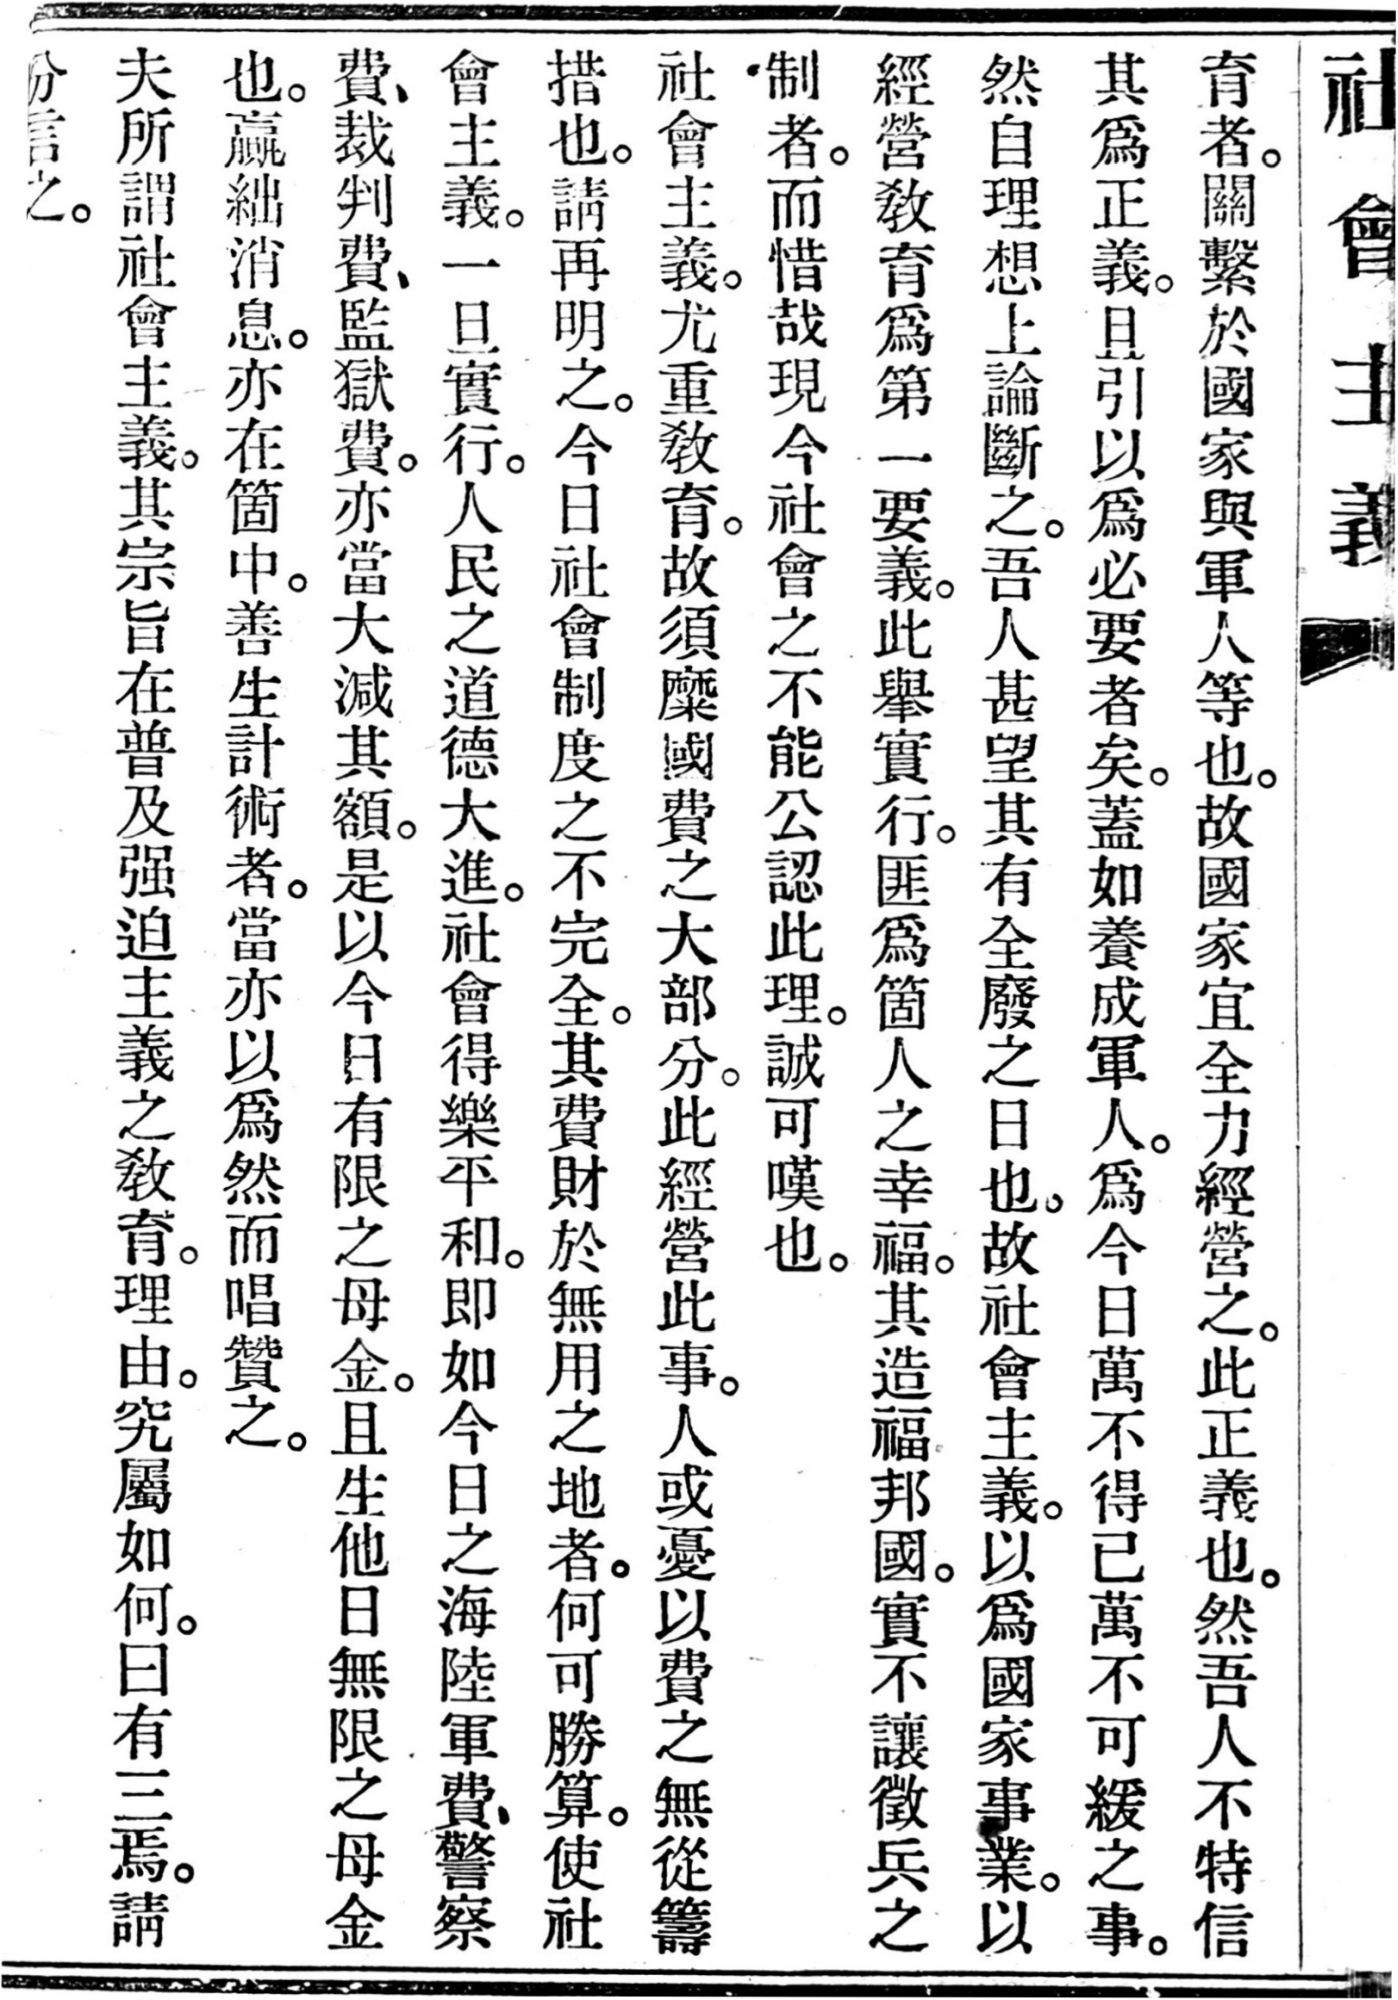 社會主義
育者。關繫於國家與軍人等也。故國家宜全力經營之。此正義也。然吾人不特信
其爲正義。且引以爲必要者矣。蓋如養成軍人。爲今日萬不得已萬不可緩之事。
然自理想上論斷之。吾人甚望其有全廢之日也。故社會主義。以爲國家事業。以
經營敎育爲第一要義。此舉實行。匪爲箇人之幸福。其造福邦國。實不讓徵兵之
制者。而惜哉現今社會之不能公認此理。誠可嘆也。
社會主義。尤重敎育。故須糜國費之大部分。此經營此事。人或憂以費之無從籌
措也。請再明之。今日社會制度之不完全。其費財於無用之地者。何可勝算。使社
會主義。一旦實行。人民之道德大進。社會得樂平和。即如今日之海陸軍費、警察
費、裁判費、監獄費。亦當大減其額。是以今日有限之母金。且生他日無限之母金
也。贏絀消息。亦在箇中。善生計術者。當亦以爲然而唱贊之。
夫所謂社會主義。其宗旨在普及强迫主義之敎育。理由。究屬如何。曰有三焉。請
分言之。